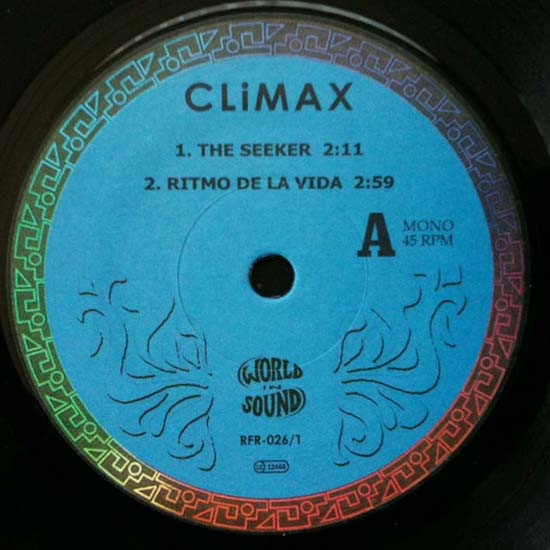 CLiMAX
1. THE SEEKER 2:11
2. RITMO DE LA VIDA 2:59
A
MONO
45 RPM
WORLD
IN
SOUND
RFR-026/1
LC 12460